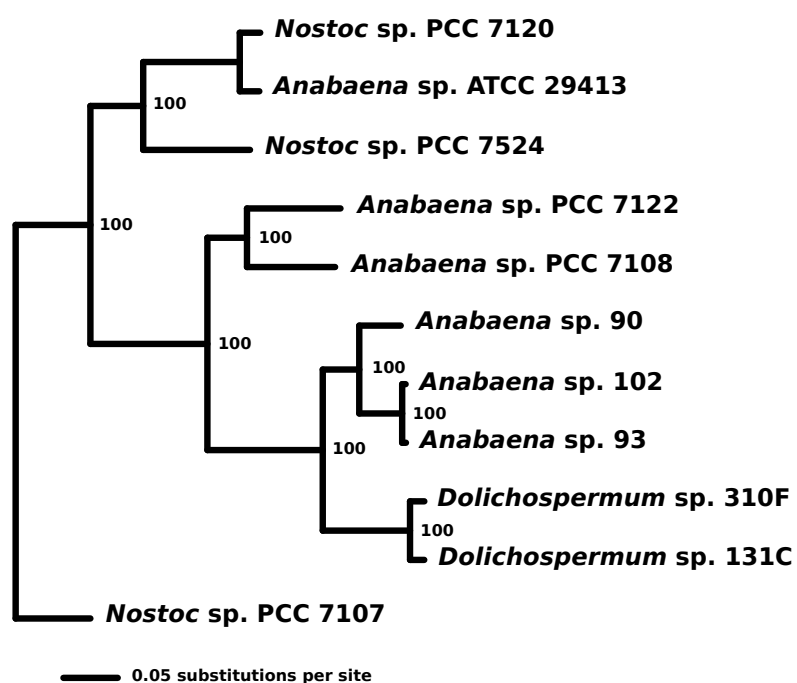 Nostoc sp. PCC 7120
Anabaena sp. ATCC 29413
100
Nostoc sp. PCC 7524
Anabaena sp. PCC 7122
100
100
Anabaena sp. PCC 7108
Anabaena sp. 90
100
100
Anabaena sp. 102
100
Anabaena sp. 93
100
Dolichospermum sp. 310F
100
Dolichospermum sp. 131C
Nostoc sp. PCC 7107
0.05 substitutions per site